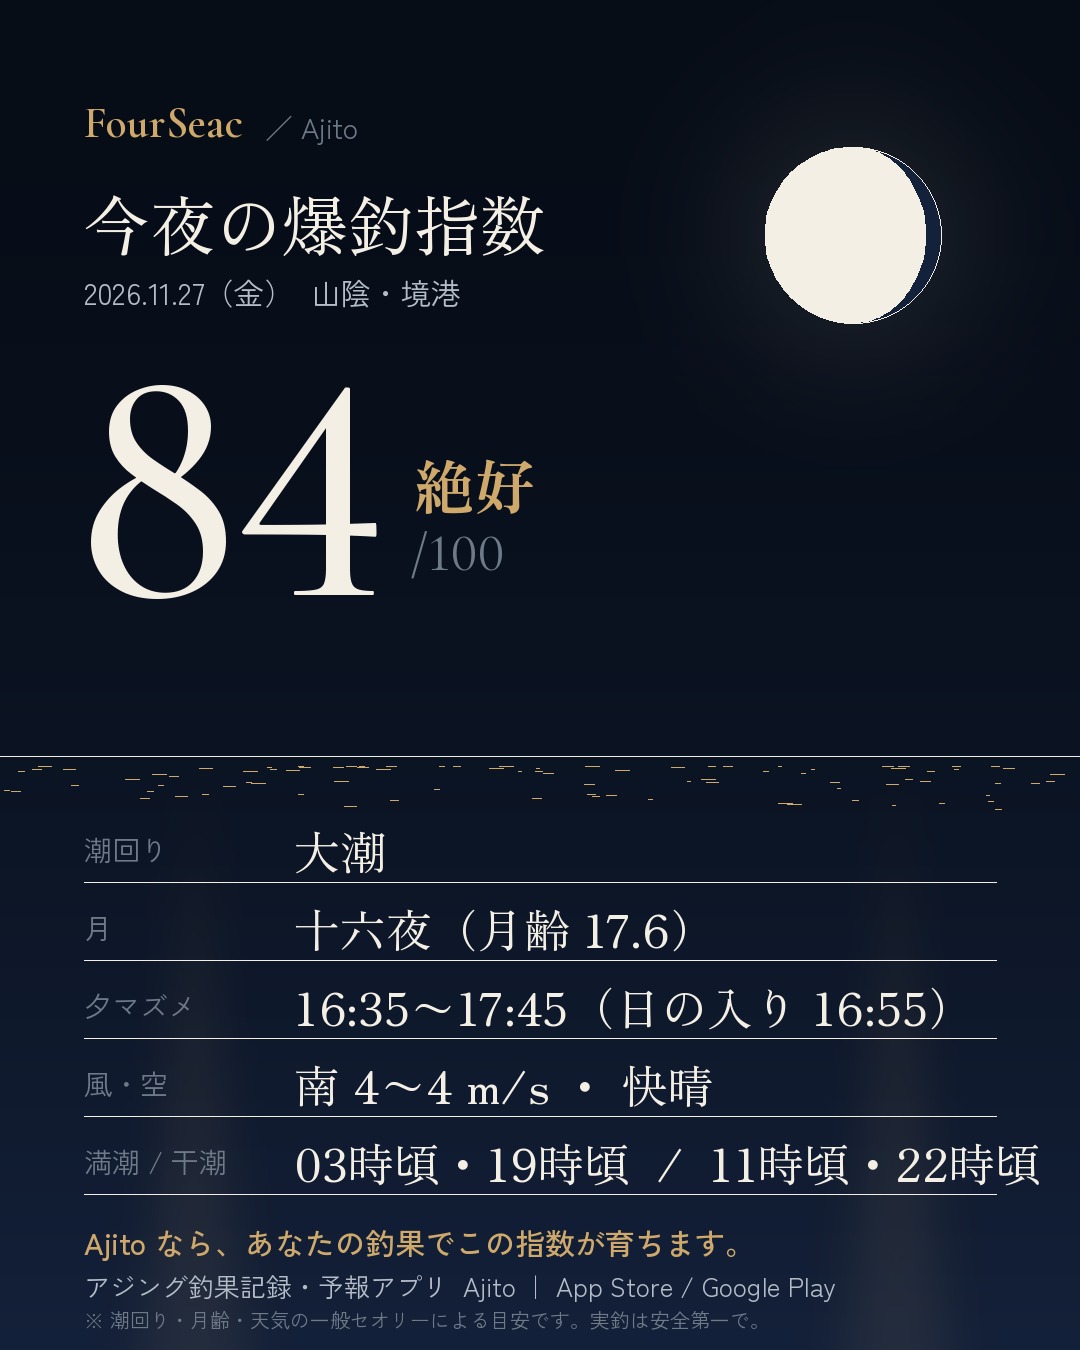 FourSeac ／ Ajito
今夜の爆釣指数
2026.11.27（金） 山陰・境港
84
絶好
/100
潮回り 大潮
月 十六夜（月齢 17.6）
夕マズメ 16:35〜17:45（日の入り 16:55）
風・空 南 4〜4 m/s ・ 快晴
満潮 / 干潮 03時頃・19時頃 / 11時頃・22時頃
Ajito なら、あなたの釣果でこの指数が育ちます。
アジング釣果記録・予報アプリ Ajito｜App Store / Google Play
※ 潮回り・月齢・天気の一般セオリーによる目安です。実釣は安全第一で。